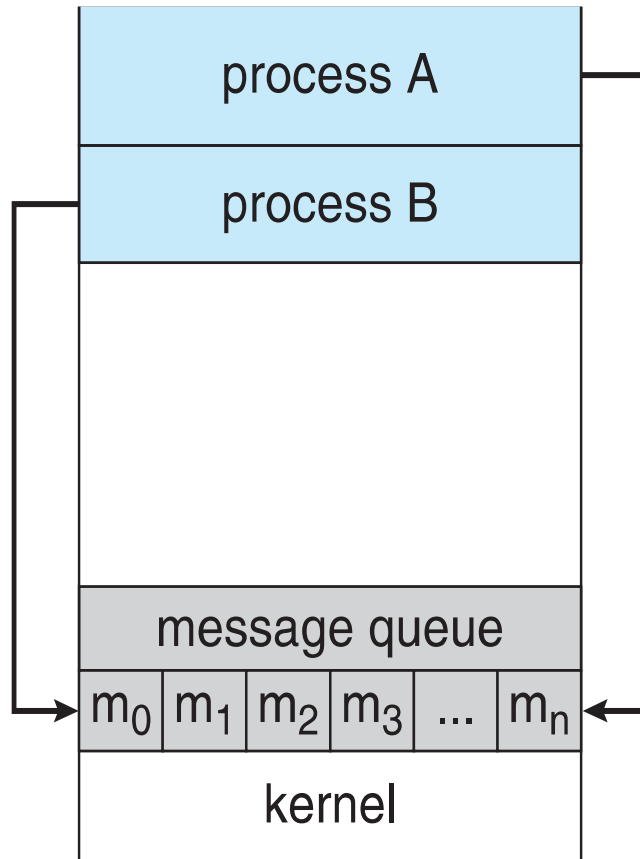 process A
process B
message queue
m₀ m₁ m₂ m₃ ... mₙ
kernel